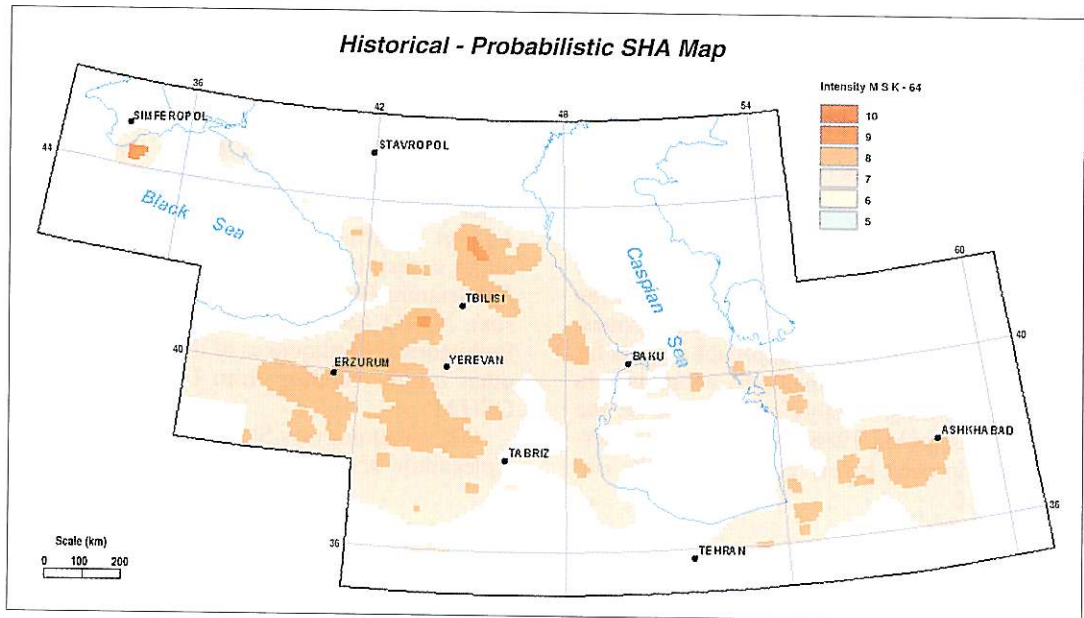 Historical - Probabilistic SHA Map
Intensity M S K - 64
10
9
8
7
6
5
36
42
48
54
60
44
40
36
40
36
SIMFEROPOL
STAVROPOL
Black Sea
Caspian Sea
TBILISI
ERZURUM
YEREVAN
BAKU
TABRIZ
ASHKHABAD
TEHRAN
Scale (km)
0 100 200